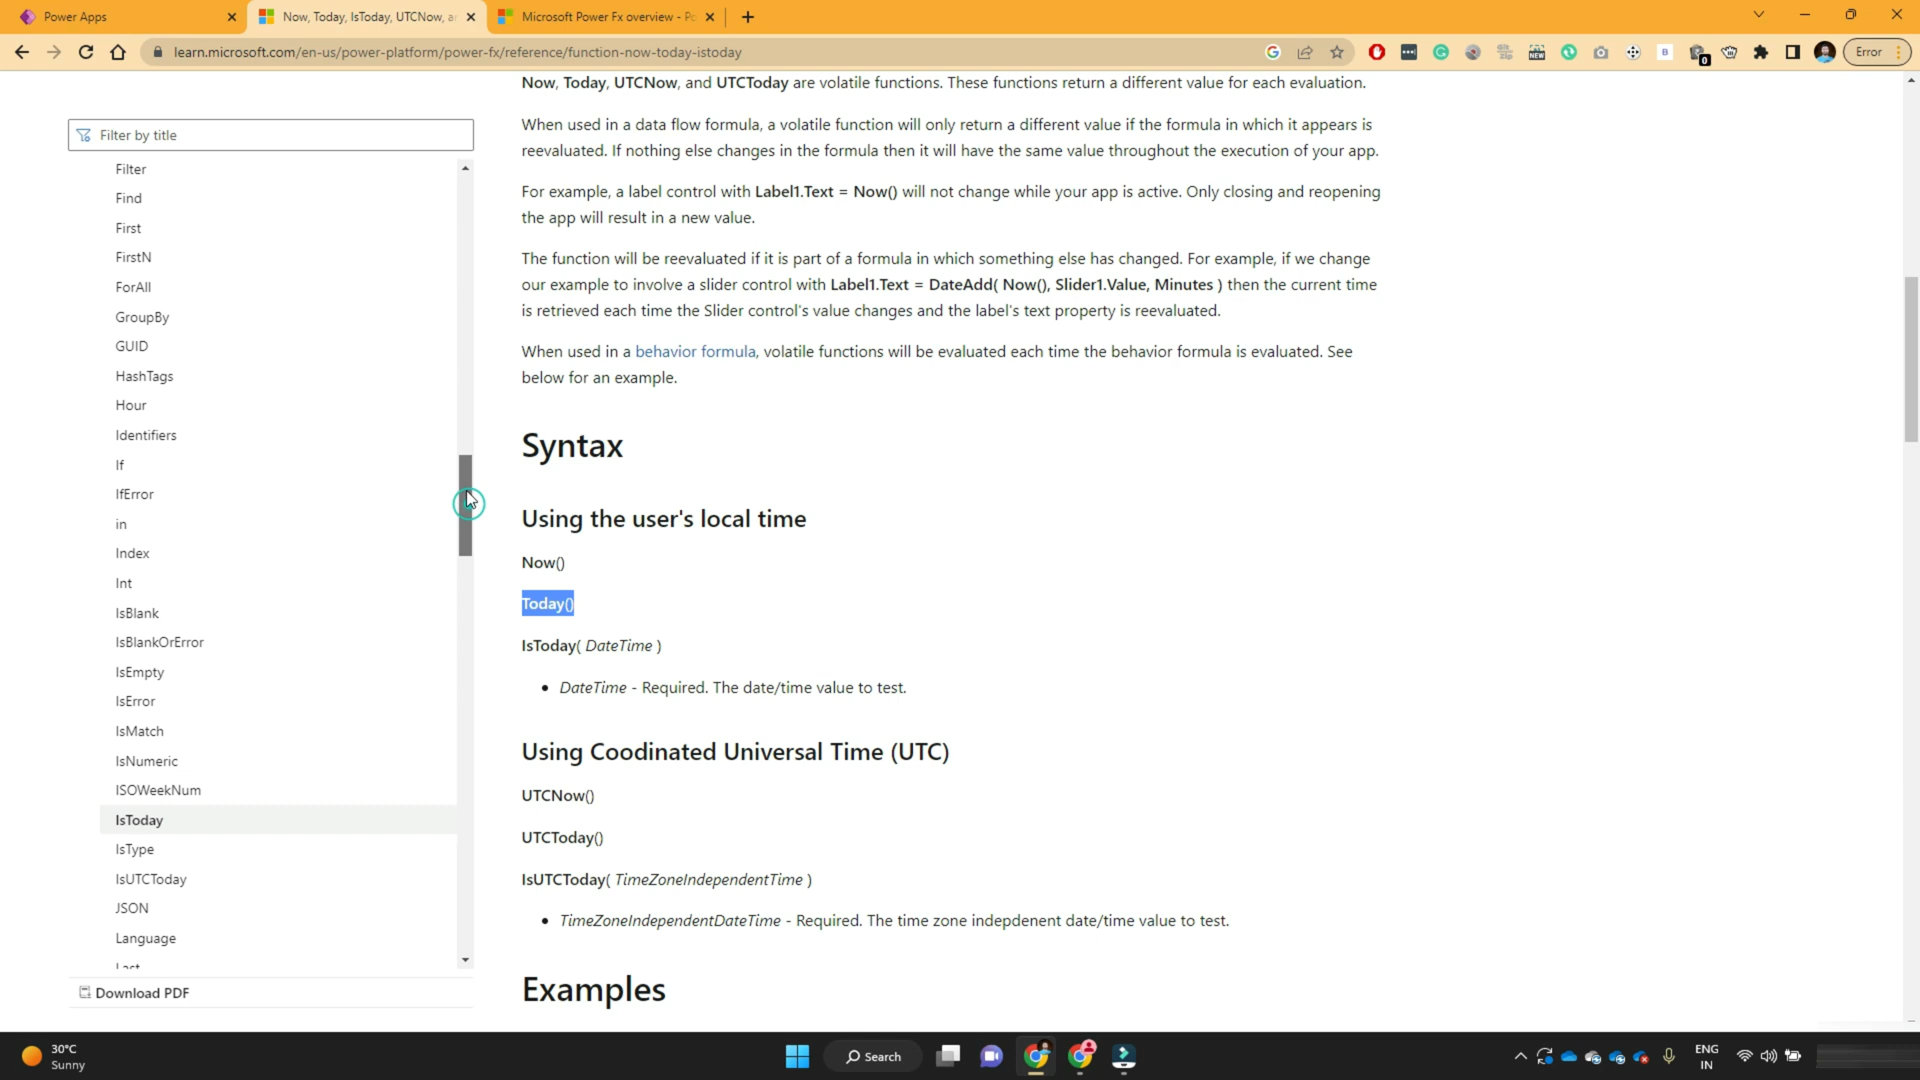 Power Apps
Now, Today, IsToday, UTCNow, a
Microsoft Power Fx overview - Po
learn.microsoft.com/en-us/power-platform/power-fx/reference/function-now-today-istoday
Error
Filter by title
Filter
Find
First
FirstN
ForAll
GroupBy
GUID
HashTags
Hour
Identifiers
If
IfError
in
Index
Int
IsBlank
IsBlankOrError
IsEmpty
IsError
IsMatch
IsNumeric
ISOWeekNum
IsToday
IsType
IsUTCToday
JSON
Language
Last
Download PDF
Now, Today, UTCNow, and UTCToday are volatile functions. These functions return a different value for each evaluation.
When used in a data flow formula, a volatile function will only return a different value if the formula in which it appears is
reevaluated. If nothing else changes in the formula then it will have the same value throughout the execution of your app.
For example, a label control with Label1.Text = Now() will not change while your app is active. Only closing and reopening
the app will result in a new value.
The function will be reevaluated if it is part of a formula in which something else has changed. For example, if we change
our example to involve a slider control with Label1.Text = DateAdd( Now(), Slider1.Value, Minutes ) then the current time
is retrieved each time the Slider control's value changes and the label's text property is reevaluated.
When used in a behavior formula, volatile functions will be evaluated each time the behavior formula is evaluated. See
below for an example.
Syntax
Using the user's local time
Now()
Today()
IsToday( DateTime )
• DateTime - Required. The date/time value to test.
Using Coodinated Universal Time (UTC)
UTCNow()
UTCToday()
IsUTCToday( TimeZoneIndependentTime )
• TimeZoneIndependentDateTime - Required. The time zone indepdenent date/time value to test.
Examples
30°C
Sunny
Search
ENG
IN